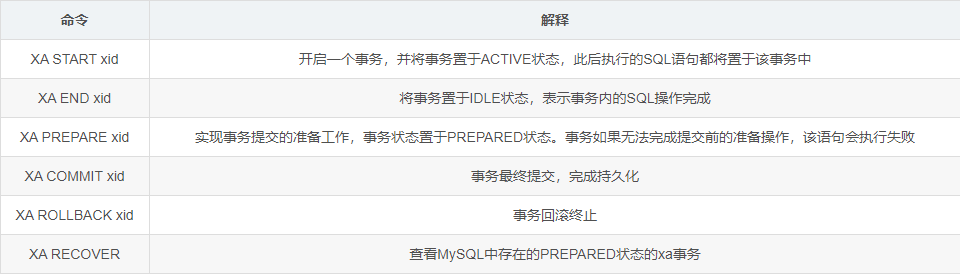 命令 解释
XA START xid 开启一个事务，并将事务置于ACTIVE状态，此后执行的SQL语句都将置于该事务中
XA END xid 将事务置于IDLE状态，表示事务内的SQL操作完成
XA PREPARE xid 实现事务提交的准备工作，事务状态置于PREPARED状态。事务如果无法完成提交前的准备操作，该语句会执行失败
XA COMMIT xid 事务最终提交，完成持久化
XA ROLLBACK xid 事务回滚终止
XA RECOVER 查看MySQL中存在的PREPARED状态的xa事务